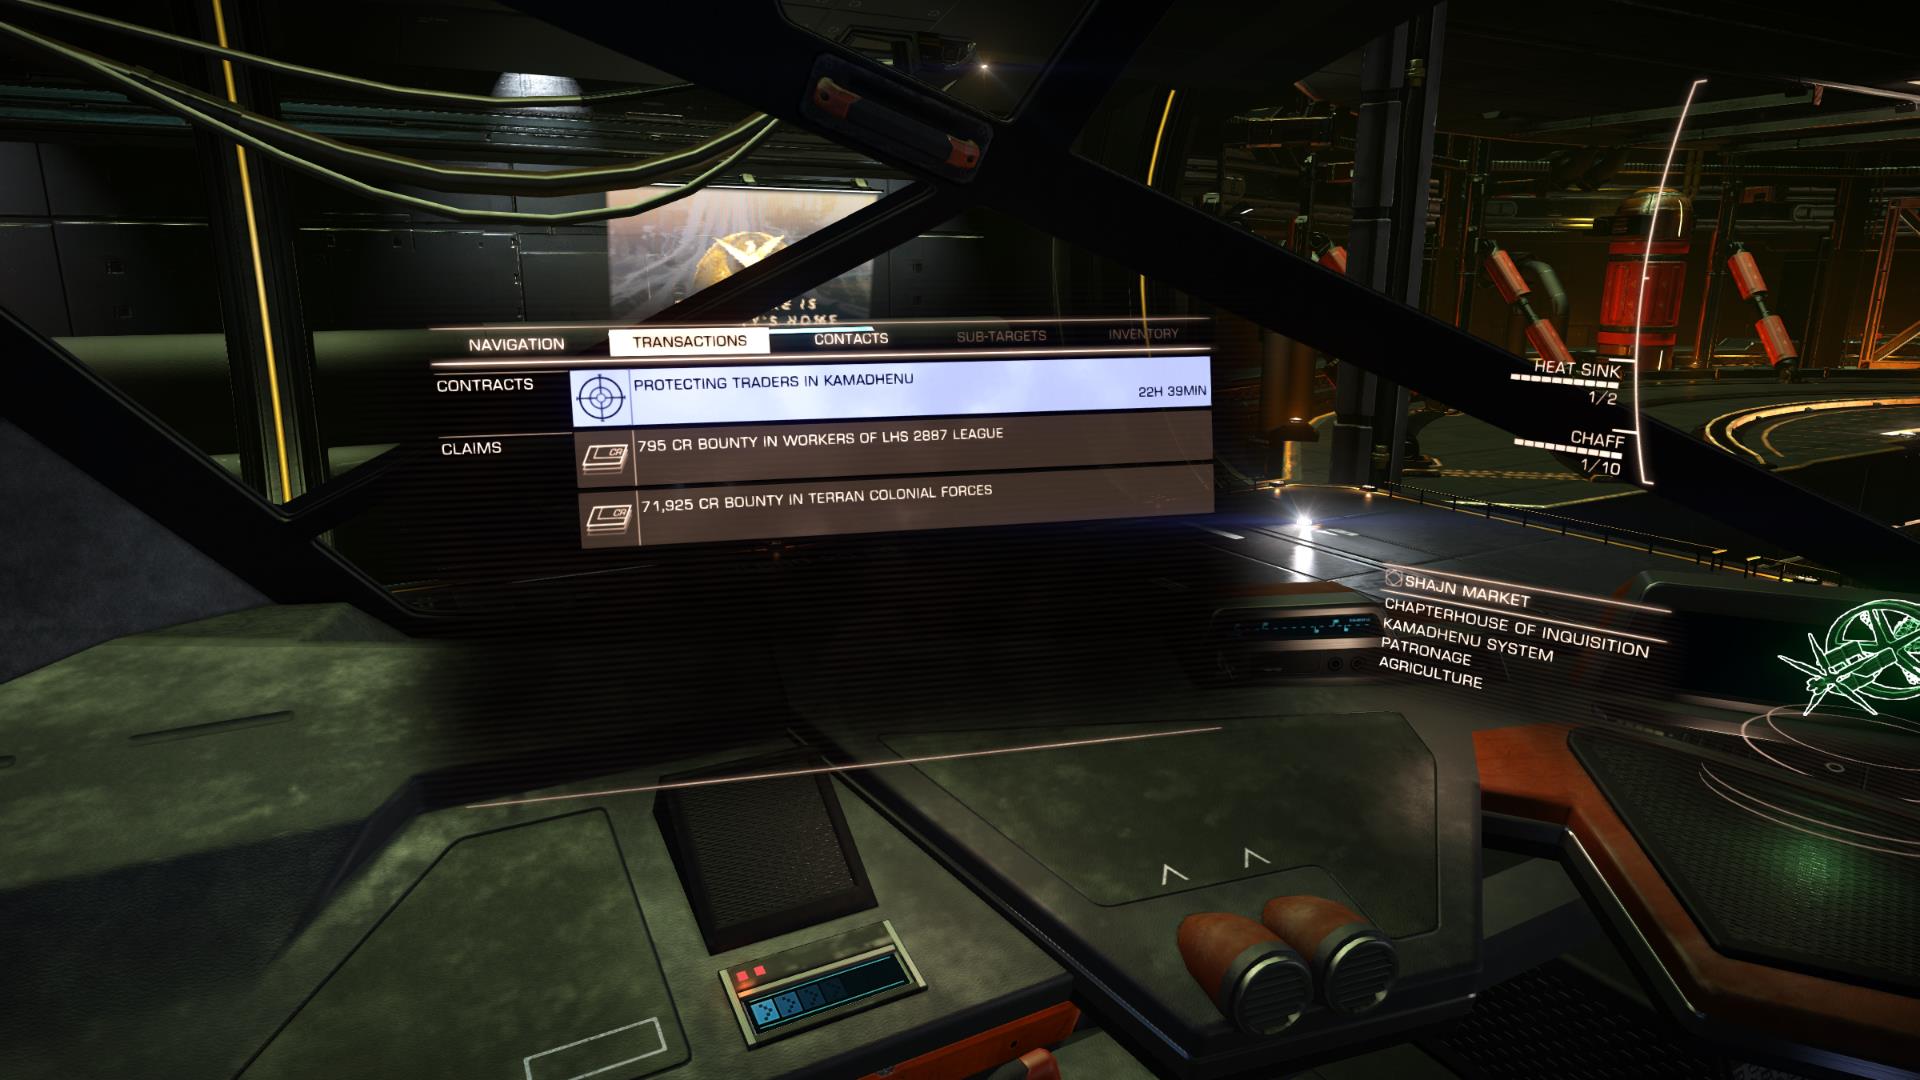 E IS
Y'S HOME
NAVIGATION
TRANSACTIONS
CONTACTS
SUB-TARGETS
INVENTORY
CONTRACTS
PROTECTING TRADERS IN KAMADHENU
22H 39MIN
CLAIMS
795 CR BOUNTY IN WORKERS OF LHS 2887 LEAGUE
71,925 CR BOUNTY IN TERRAN COLONIAL FORCES
HEAT SINK
1/2
CHAFF
1/10
SHAJN MARKET
CHAPTERHOUSE OF INQUISITION
KAMADHENU SYSTEM
PATRONAGE
AGRICULTURE